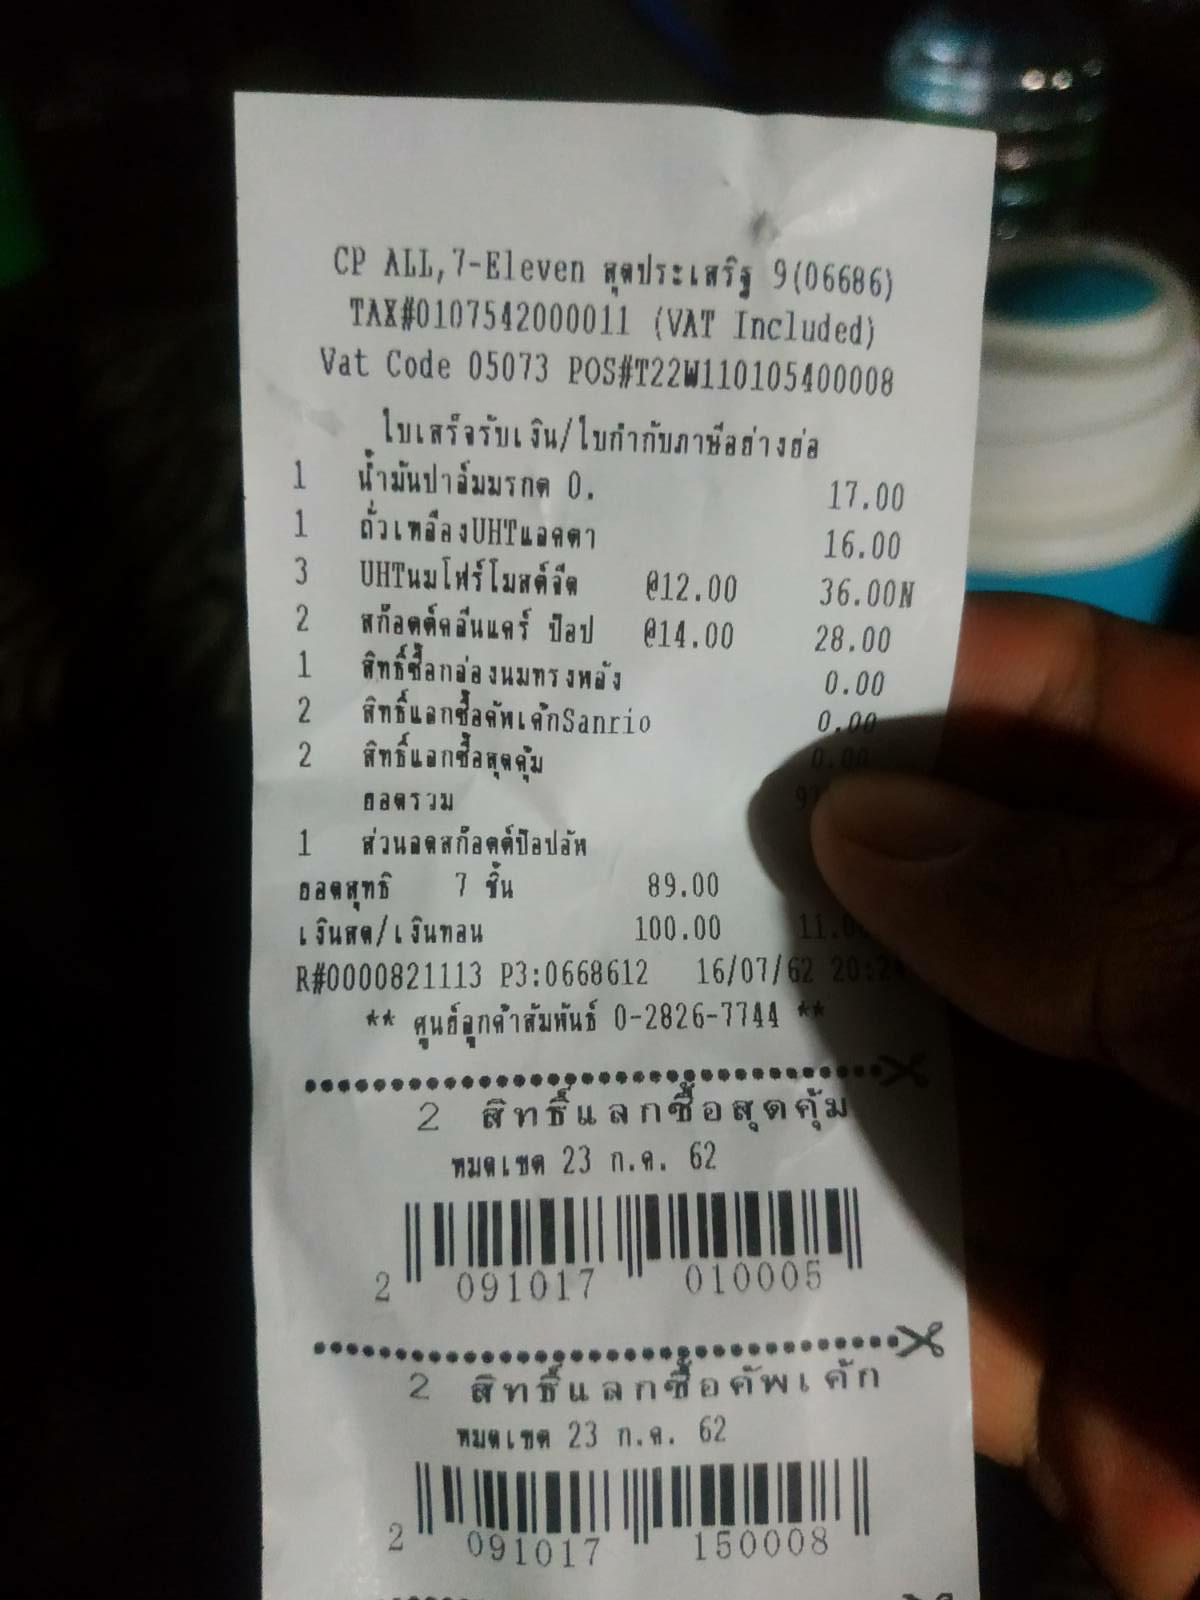 CP ALL,7-Eleven สุดประเสริฐ 9(06686)
TAX#0107542000011 (VAT Included)
Vat Code 05073 POS#T22W110105400008
ใบเสร็จรับเงิน/ใบกำกับภาษีอย่างย่อ
1 น้ำมันปาล์มมรกต 0. 17.00
1 ถั่วเหลืองUHTแลคตา 16.00
3 UHTนมโฟร์โมสต์จืด @12.00 36.00N
2 สก๊อตต์คลีนแคร์ ป๊อป @14.00 28.00
1 สิทธิ์ซื้อกล่องนมทรงพลัง 0.00
2 สิทธิ์แลกซื้อคัพเค้กSanrio 0.00
2 สิทธิ์แลกซื้อสุดคุ้ม 0.00
ยอดรวม
1 ส่วนลดสก๊อตต์ป๊อปอัพ
ยอดสุทธิ 7 ชิ้น 89.00
เงินสด/เงินทอน 100.00
R#0000821113 P3:0668612 16/07/62
** ศูนย์ลูกค้าสัมพันธ์ 0-2826-7744 **
2 สิทธิ์แลกซื้อสุดคุ้ม
หมดเขต 23 ก.ค. 62
2 091017 010005
2 สิทธิ์แลกซื้อคัพเค้ก
หมดเขต 23 ก.ค. 62
2 091017 150008